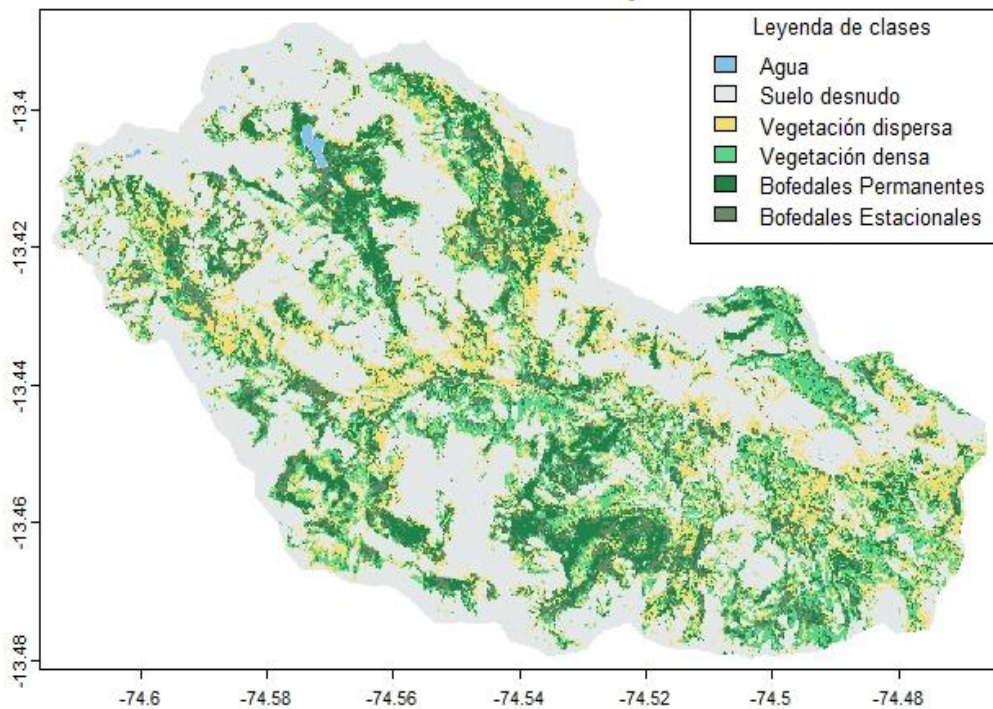 Leyenda de clases
Agua
Suelo desnudo
Vegetación dispersa
Vegetación densa
Bofedales Permanentes
Bofedales Estacionales
-13.4
-13.42
-13.44
-13.46
-13.48
-74.6
-74.58
-74.56
-74.54
-74.52
-74.5
-74.48